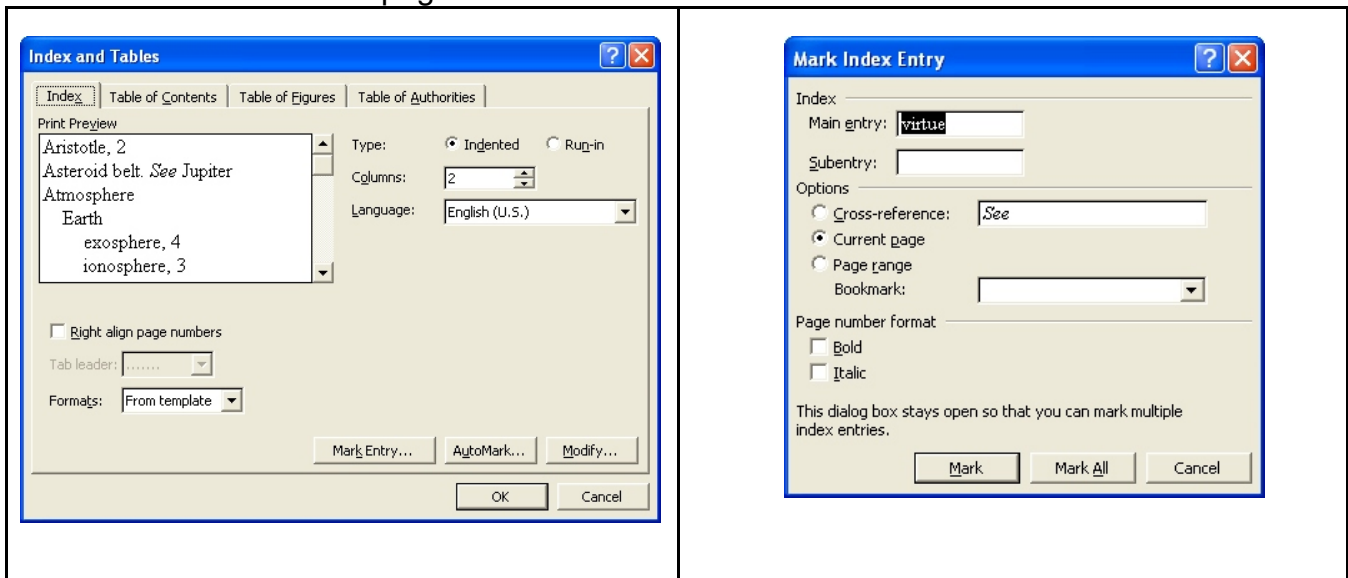 Index and Tables
Index Table of Contents Table of Figures Table of Authorities
Print Preview
Aristotle, 2
Asteroid belt. See Jupiter
Atmosphere
Earth
exosphere, 4
ionosphere, 3
Type: Indented Run-in
Columns: 2
Language: English (U.S.)
Right align page numbers
Tab leader: .......
Formats: From template
Mark Entry... AutoMark... Modify...
OK Cancel
Mark Index Entry
Index
Main entry: virtue
Subentry:
Options
Cross-reference: See
Current page
Page range
Bookmark:
Page number format
Bold
Italic
This dialog box stays open so that you can mark multiple
index entries.
Mark Mark All Cancel